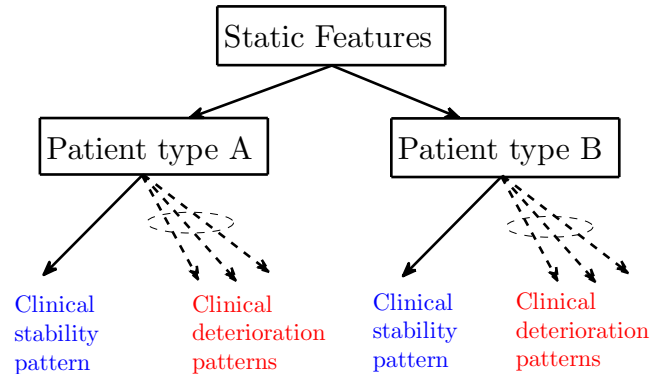 Static Features
Patient type A
Patient type B
Clinical
stability
pattern
Clinical
deterioration
patterns
Clinical
stability
pattern
Clinical
deterioration
patterns